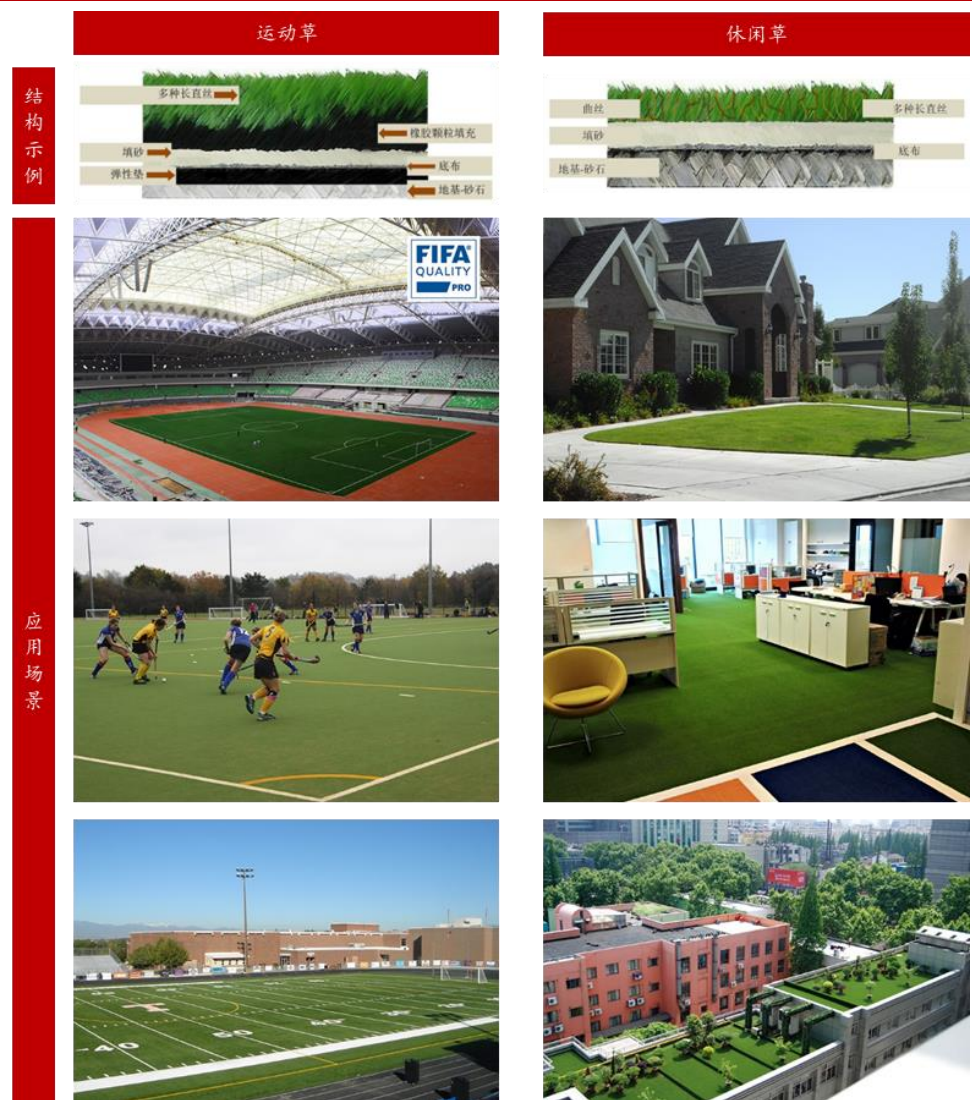 运动草
休闲草
结构示例
多种长直丝
橡胶颗粒填充
填砂
底布
弹性垫
地基-砂石
曲丝
多种长直丝
填砂
底布
地基-砂石
应用场景
FIFA
QUALITY
PRO